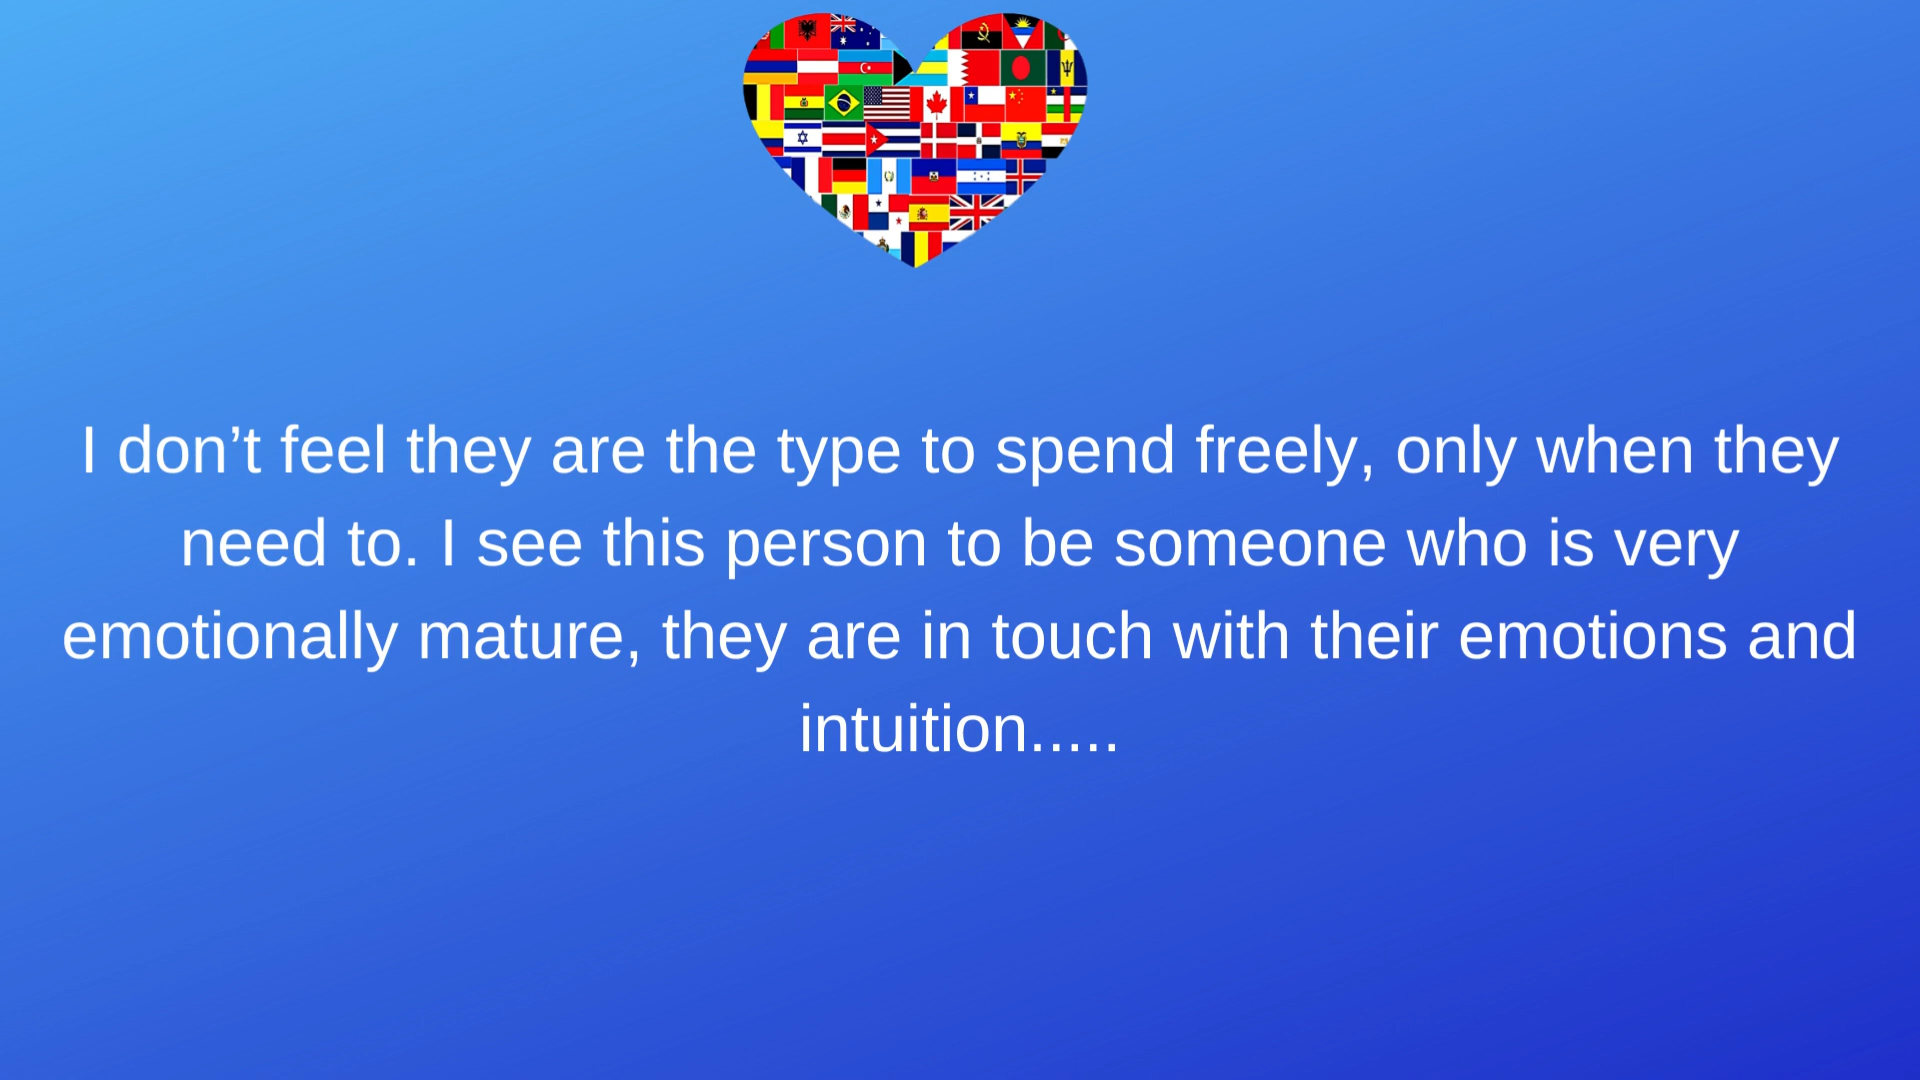 I don’t feel they are the type to spend freely, only when they
need to. I see this person to be someone who is very
emotionally mature, they are in touch with their emotions and
intuition.....